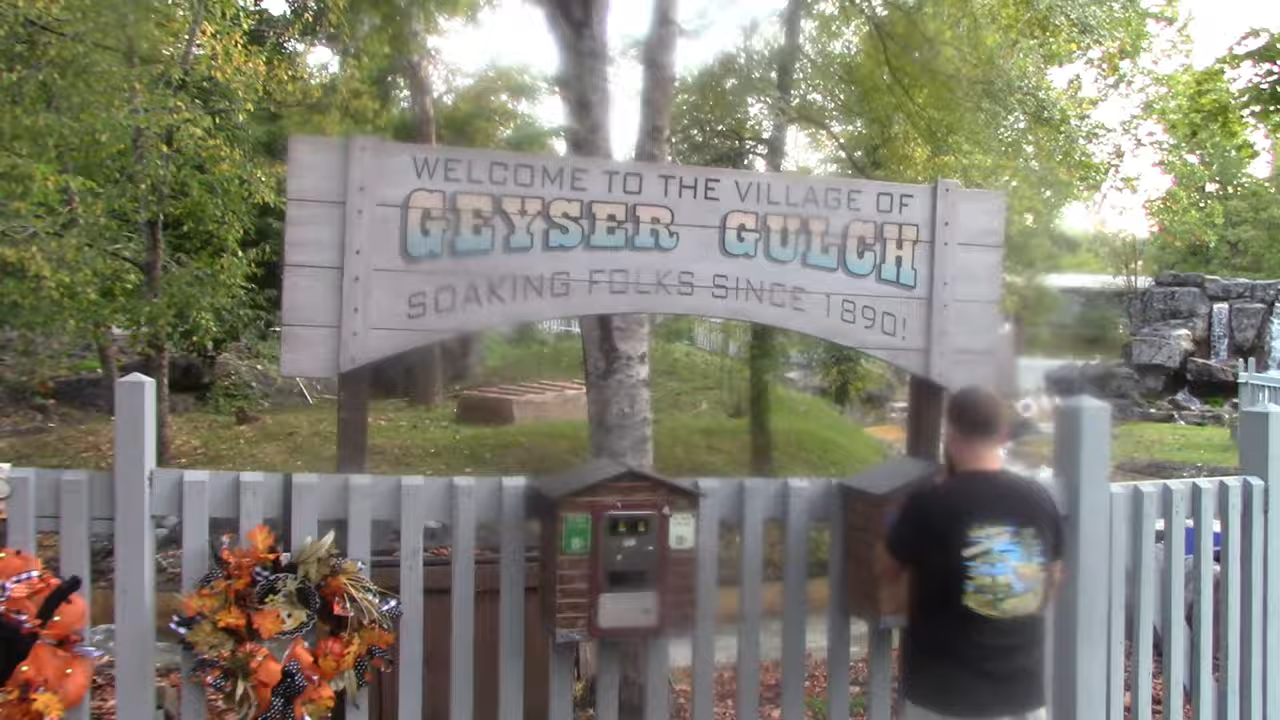 WELCOME TO THE VILLAGE OF
GEYSER GULCH
SOAKING FOLKS SINCE 1890!